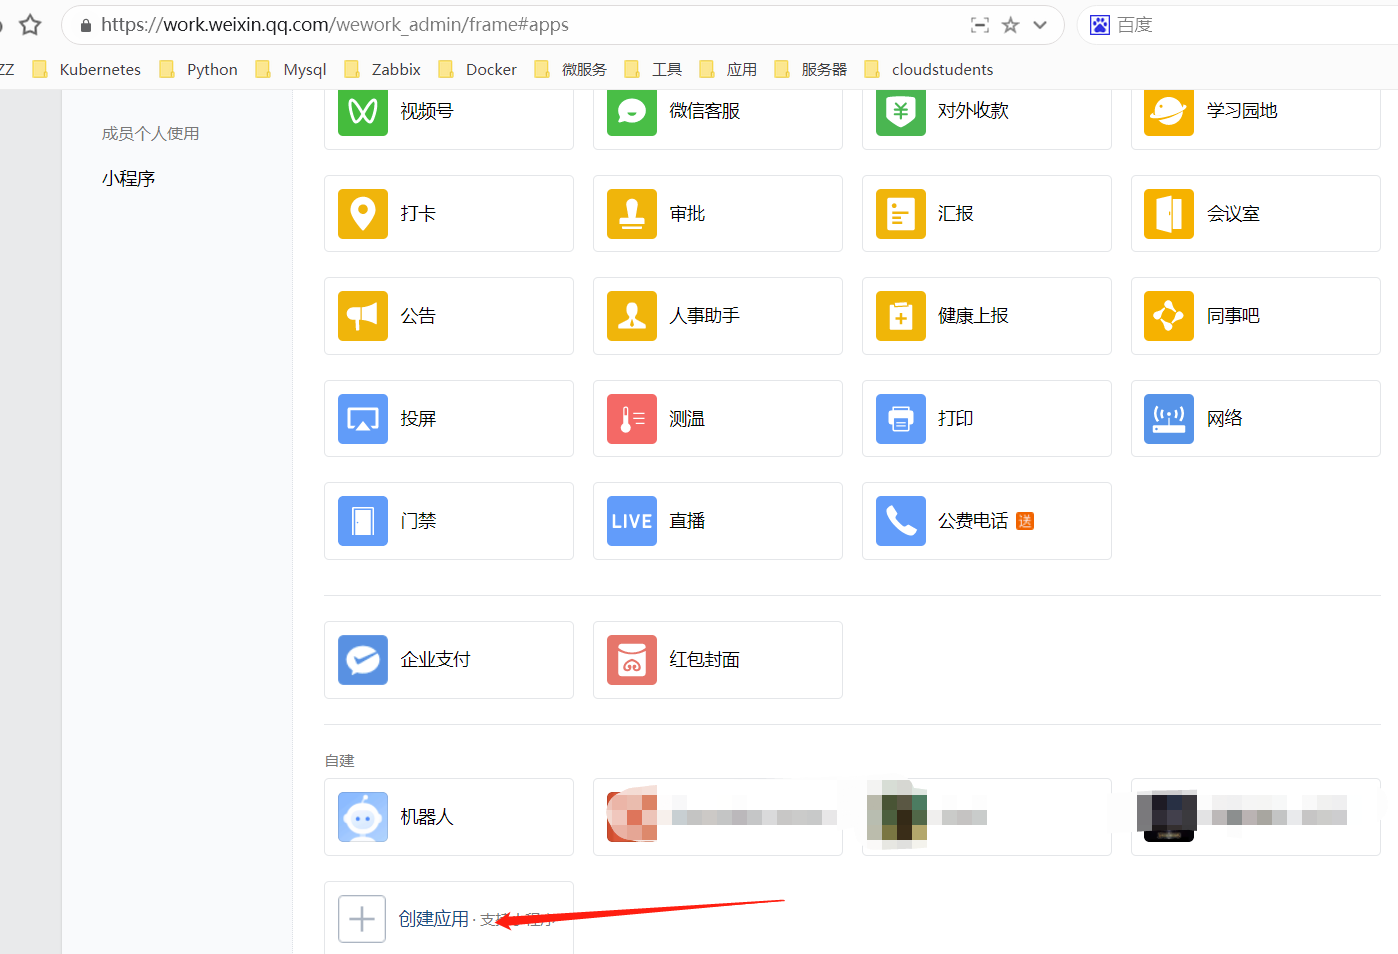 https://work.weixin.qq.com/wework_admin/frame#apps
百度
ZZ
Kubernetes
Python
Mysql
Zabbix
Docker
微服务
工具
应用
服务器
cloudstudents
成员个人使用
小程序
视频号
微信客服
对外收款
学习园地
打卡
审批
汇报
会议室
公告
人事助手
健康上报
同事吧
投屏
测温
打印
网络
门禁
LIVE
直播
公费电话
送
企业支付
红包封面
自建
机器人
创建应用 · 支持小程序